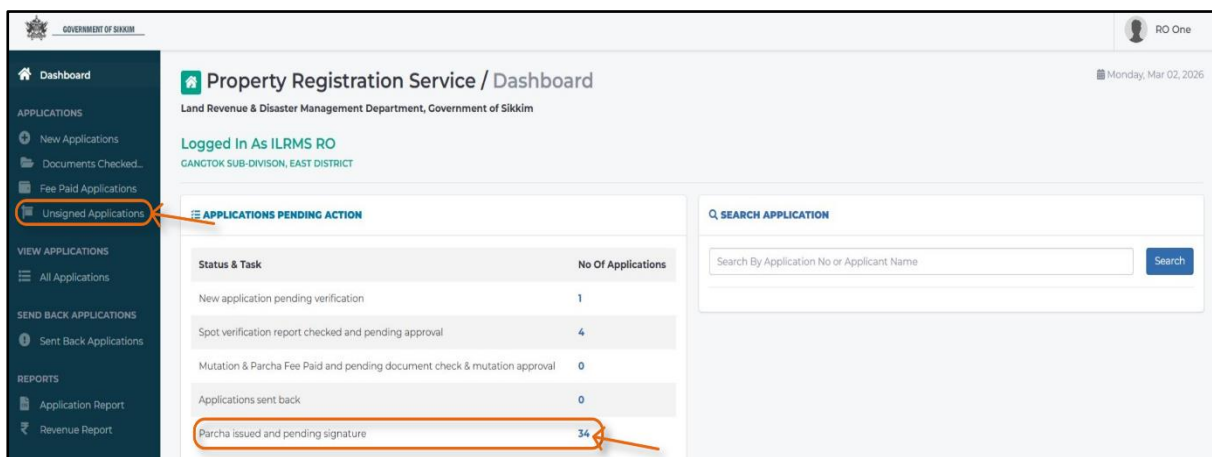 GOVERNMENT OF SIKKIM
RO One
Dashboard
APPLICATIONS
New Applications
Documents Checked...
Fee Paid Applications
Unsigned Applications
VIEW APPLICATIONS
All Applications
SEND BACK APPLICATIONS
Sent Back Applications
REPORTS
Application Report
Revenue Report
Property Registration Service / Dashboard
Monday, Mar 02, 2026
Land Revenue & Disaster Management Department, Government of Sikkim
Logged In As ILRMS RO
GANGTOK SUB-DIVISON, EAST DISTRICT
APPLICATIONS PENDING ACTION
Status & Task No Of Applications
New application pending verification 1
Spot verification report checked and pending approval 4
Mutation & Parcha Fee Paid and pending document check & mutation approval 0
Applications sent back 0
Parcha issued and pending signature 34
SEARCH APPLICATION
Search By Application No or Applicant Name Search